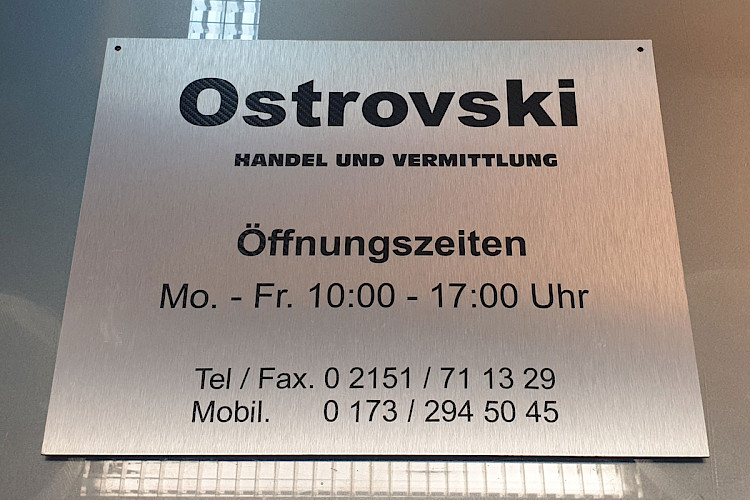 Ostrovski
HANDEL UND VERMITTLUNG
Öffnungszeiten
Mo. - Fr. 10:00 - 17:00 Uhr
Tel / Fax. 0 2151 / 71 13 29
Mobil. 0 173 / 294 50 45